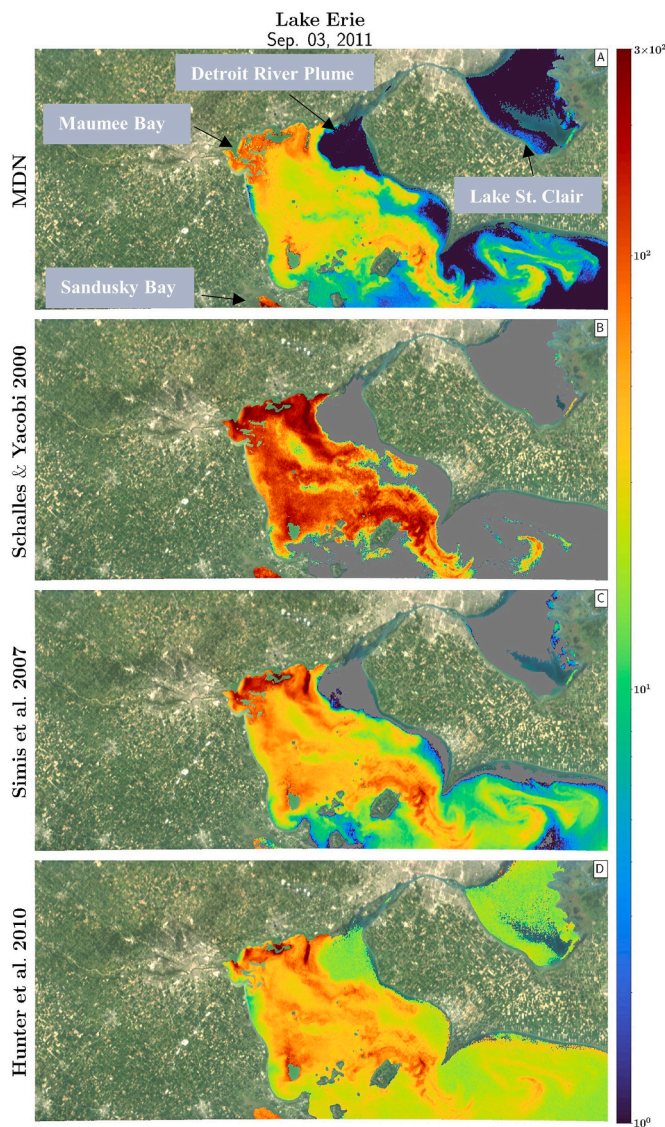 Lake Erie
Sep. 03, 2011
A
Detroit River Plume
Maumee Bay
Lake St. Clair
Sandusky Bay
MDN
B
Schalles & Yacobi 2000
C
Simis et al. 2007
D
Hunter et al. 2010
3×10²
10²
10¹
10⁰